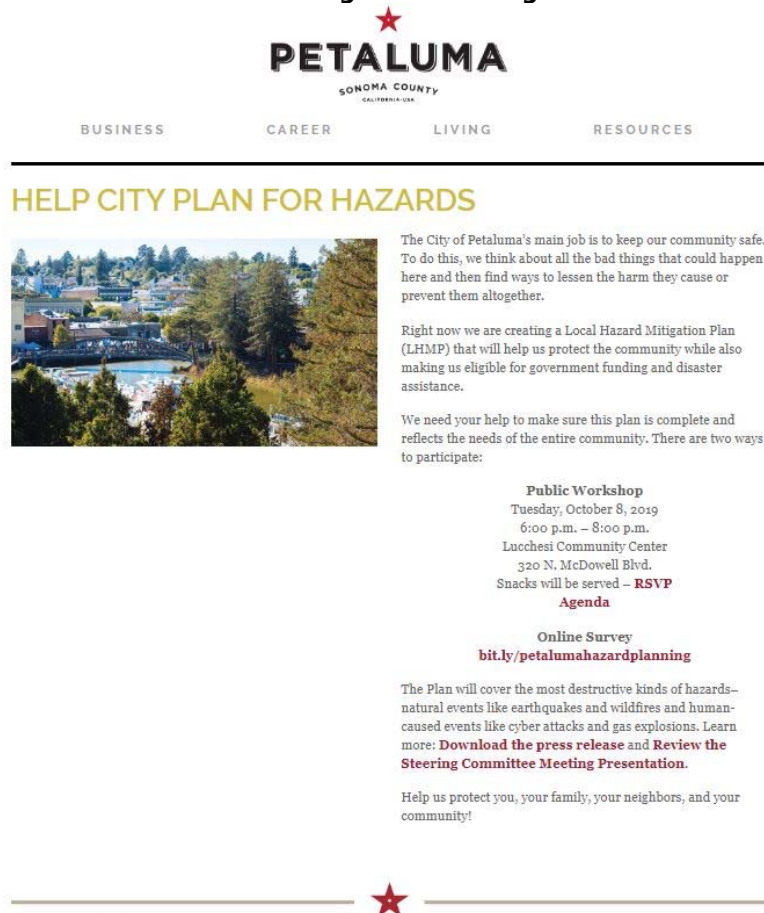 PETALUMA
SONOMA COUNTY
CALIFORNIA·USA
BUSINESS CAREER LIVING RESOURCES
HELP CITY PLAN FOR HAZARDS
The City of Petaluma's main job is to keep our community safe.
To do this, we think about all the bad things that could happen
here and then find ways to lessen the harm they cause or
prevent them altogether.
Right now we are creating a Local Hazard Mitigation Plan
(LHMP) that will help us protect the community while also
making us eligible for government funding and disaster
assistance.
We need your help to make sure this plan is complete and
reflects the needs of the entire community. There are two ways
to participate:
Public Workshop
Tuesday, October 8, 2019
6:00 p.m. – 8:00 p.m.
Lucchesi Community Center
320 N. McDowell Blvd.
Snacks will be served – RSVP
Agenda
Online Survey
bit.ly/petalumahazardplanning
The Plan will cover the most destructive kinds of hazards–
natural events like earthquakes and wildfires and human-
caused events like cyber attacks and gas explosions. Learn
more: Download the press release and Review the
Steering Committee Meeting Presentation.
Help us protect you, your family, your neighbors, and your
community!